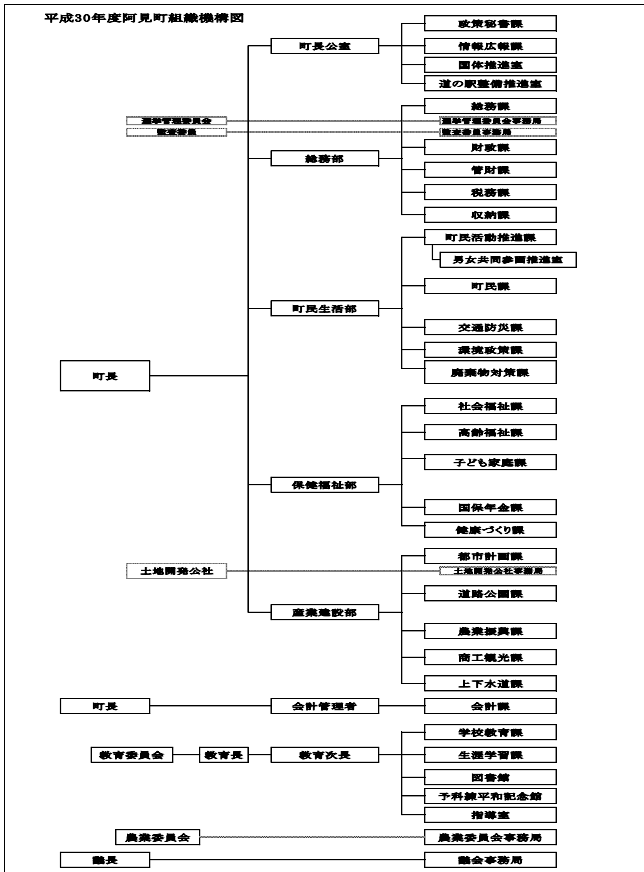 平成30年度阿見町組織機構図
政策秘書課
町長公室
情報広報課
国体推進室
道の駅整備推進室
総務課
選挙管理委員会
選挙管理委員会事務局
監査委員
監査委員事務局
財政課
総務部
管財課
税務課
収納課
町民活動推進課
男女共同参画推進室
町民課
町民生活部
交通防災課
環境政策課
廃棄物対策課
町長
社会福祉課
高齢福祉課
子ども家庭課
保健福祉部
国保年金課
健康づくり課
都市計画課
土地開発公社
土地開発公社事務局
道路公園課
産業建設部
農業振興課
商工観光課
上下水道課
町長
会計管理者
会計課
学校教育課
教育委員会
教育長
教育次長
生涯学習課
図書館
予科練平和記念館
指導室
農業委員会
農業委員会事務局
議長
議会事務局